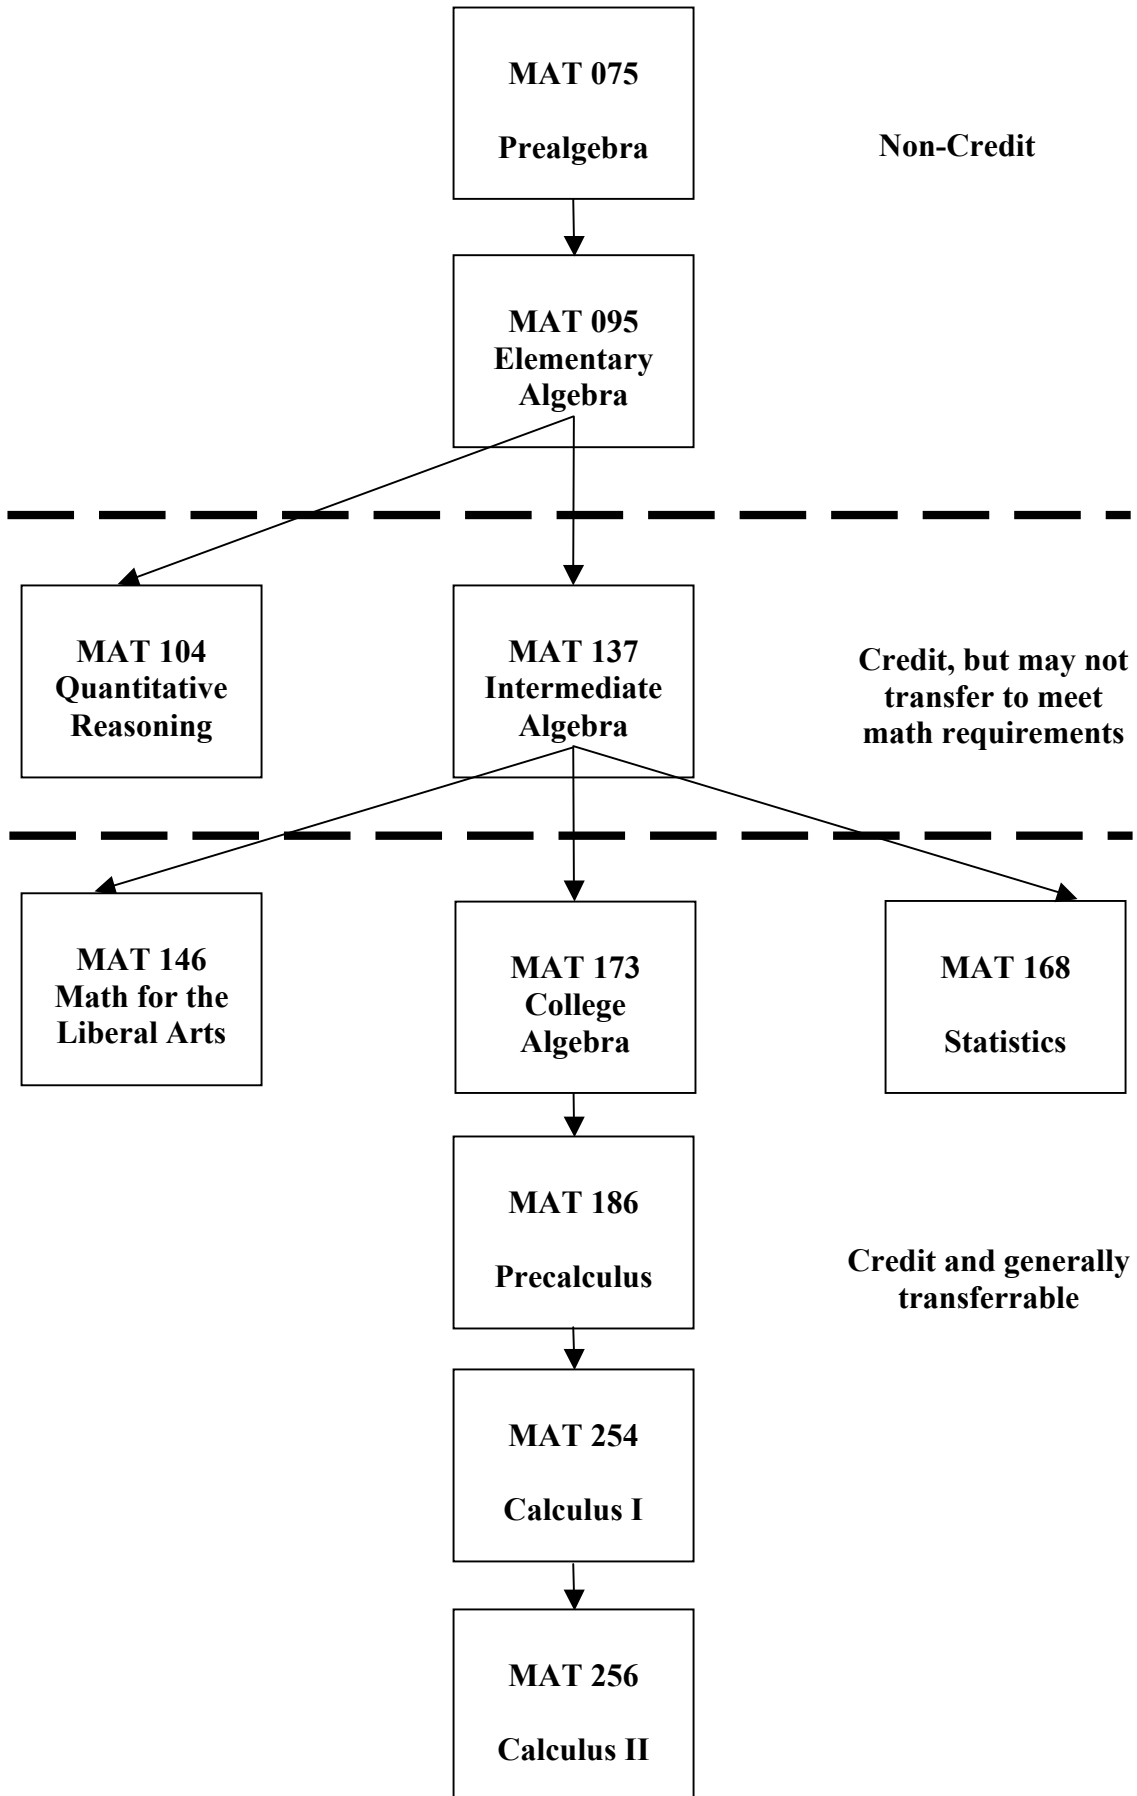 MAT 075
Prealgebra
Non-Credit
MAT 095
Elementary
Algebra
MAT 104
Quantitative
Reasoning
MAT 137
Intermediate
Algebra
Credit, but may not
transfer to meet
math requirements
MAT 146
Math for the
Liberal Arts
MAT 173
College
Algebra
MAT 168
Statistics
MAT 186
Precalculus
Credit and generally
transferrable
MAT 254
Calculus I
MAT 256
Calculus II